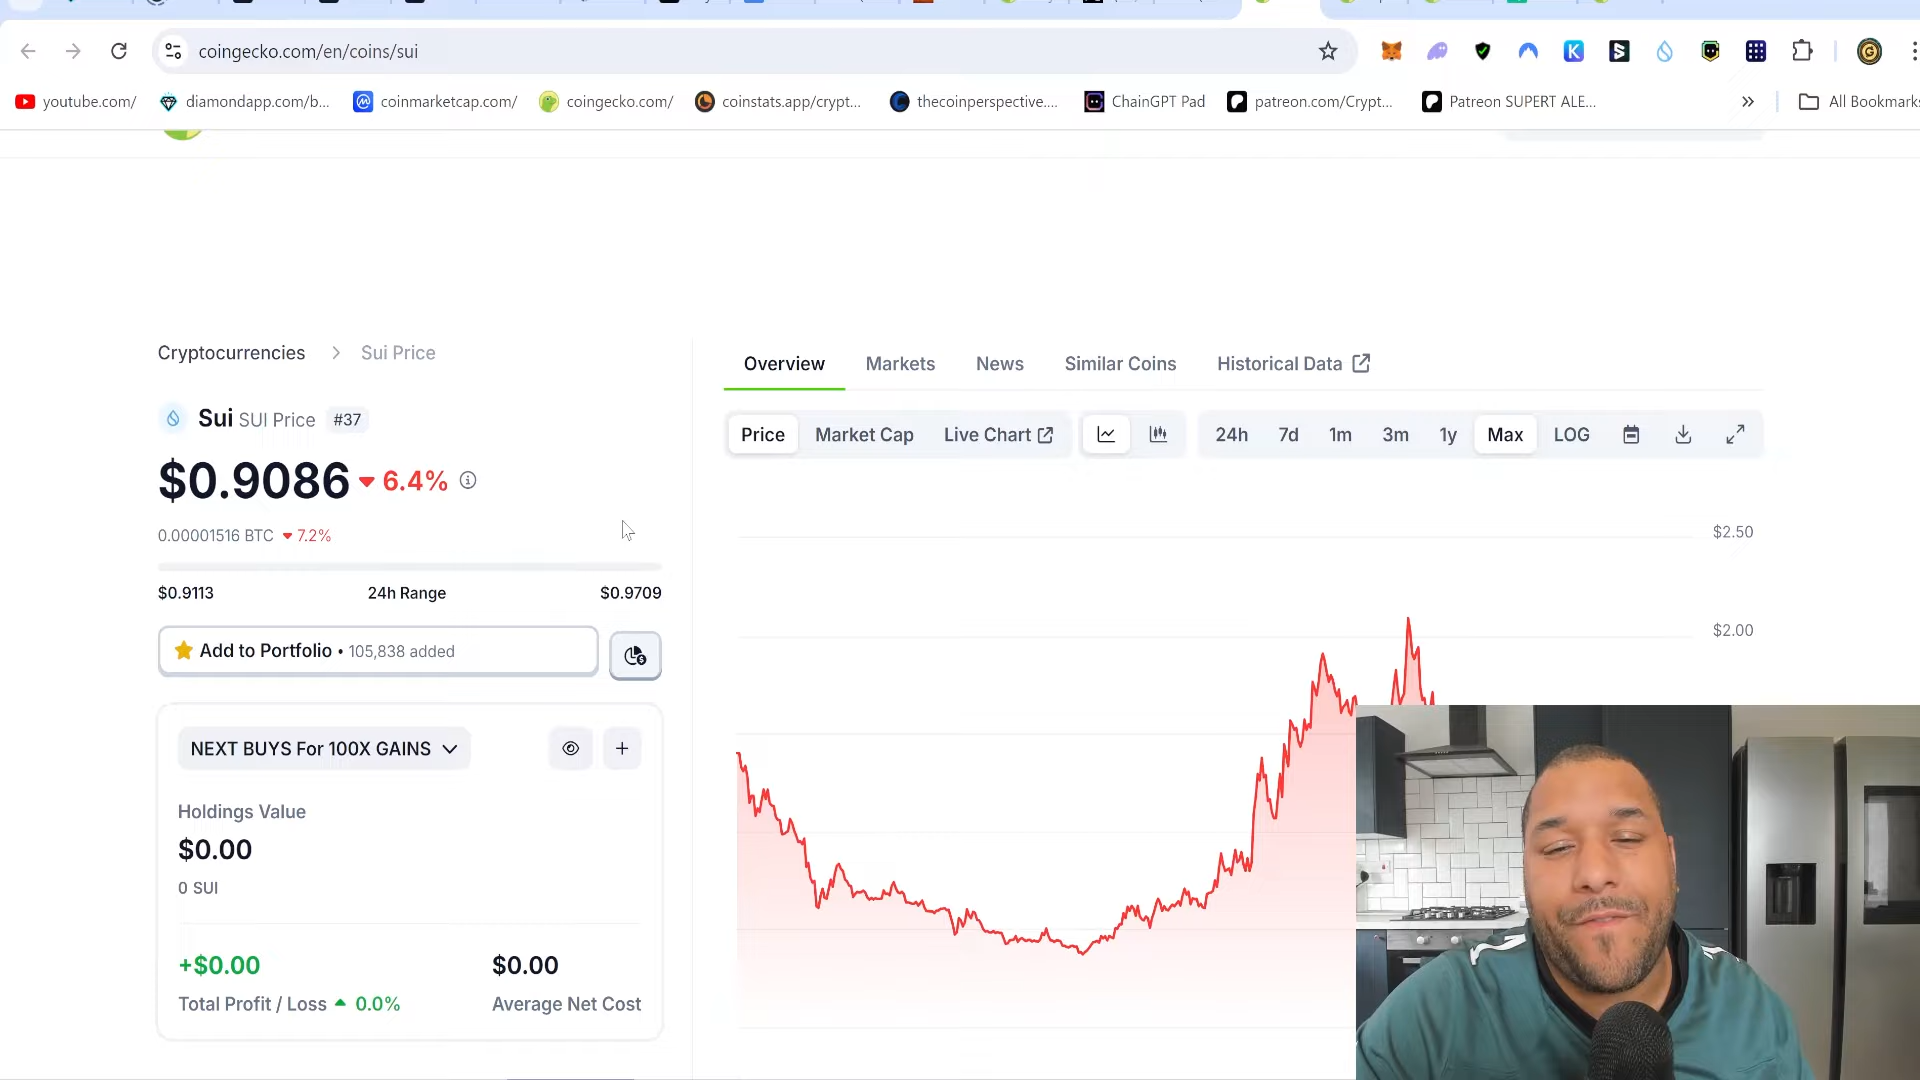 coingecko.com/en/coins/sui
youtube.com/
diamondapp.com/b...
coinmarketcap.com/
coingecko.com/
coinstats.app/crypt...
thecoinperspective....
ChainGPT Pad
patreon.com/Crypt...
Patreon SUPERT ALE...
All Bookmarks
Cryptocurrencies > Sui Price
Overview
Markets
News
Similar Coins
Historical Data
Sui SUI Price #37
Price
Market Cap
Live Chart
24h
7d
1m
3m
1y
Max
LOG
$0.9086 6.4%
0.00001516 BTC 7.2%
$0.9113 24h Range $0.9709
Add to Portfolio • 105,838 added
NEXT BUYS For 100X GAINS
Holdings Value
$0.00
0 SUI
+$0.00
Total Profit / Loss 0.0%
$0.00
Average Net Cost
$2.50
$2.00